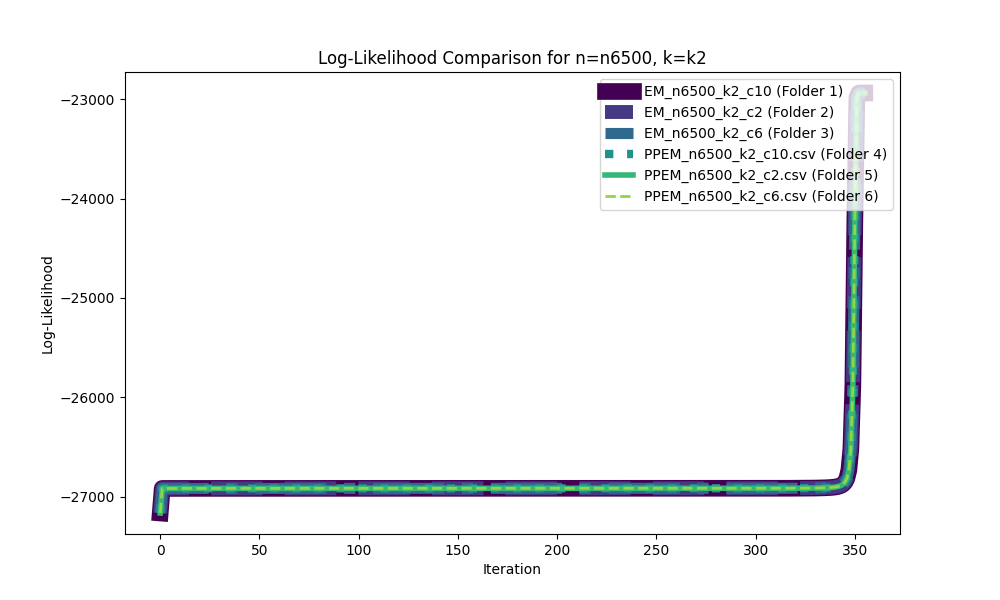 Log-Likelihood Comparison for n=n6500, k=k2
EM_n6500_k2_c10 (Folder 1)
EM_n6500_k2_c2 (Folder 2)
EM_n6500_k2_c6 (Folder 3)
PPEM_n6500_k2_c10.csv (Folder 4)
PPEM_n6500_k2_c2.csv (Folder 5)
PPEM_n6500_k2_c6.csv (Folder 6)
−23000
−24000
−25000
−26000
−27000
Log-Likelihood
0 50 100 150 200 250 300 350
Iteration